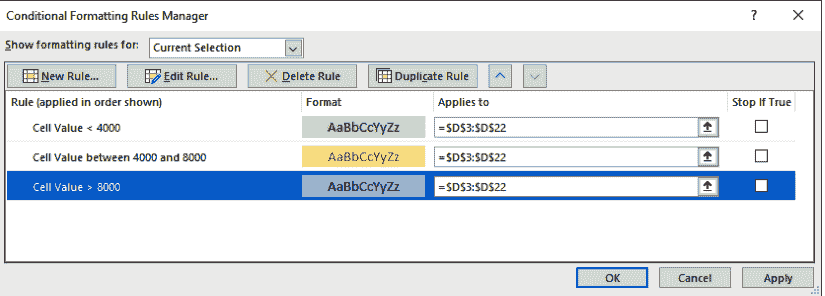 Conditional Formatting Rules Manager ? ×
Show formatting rules for: Current Selection
New Rule... Edit Rule... Delete Rule Duplicate Rule
Rule (applied in order shown) Format Applies to Stop If True
Cell Value < 4000 AaBbCcYyZz =$D$3:$D$22
Cell Value between 4000 and 8000 AaBbCcYyZz =$D$3:$D$22
Cell Value > 8000 AaBbCcYyZz =$D$3:$D$22
OK Cancel Apply